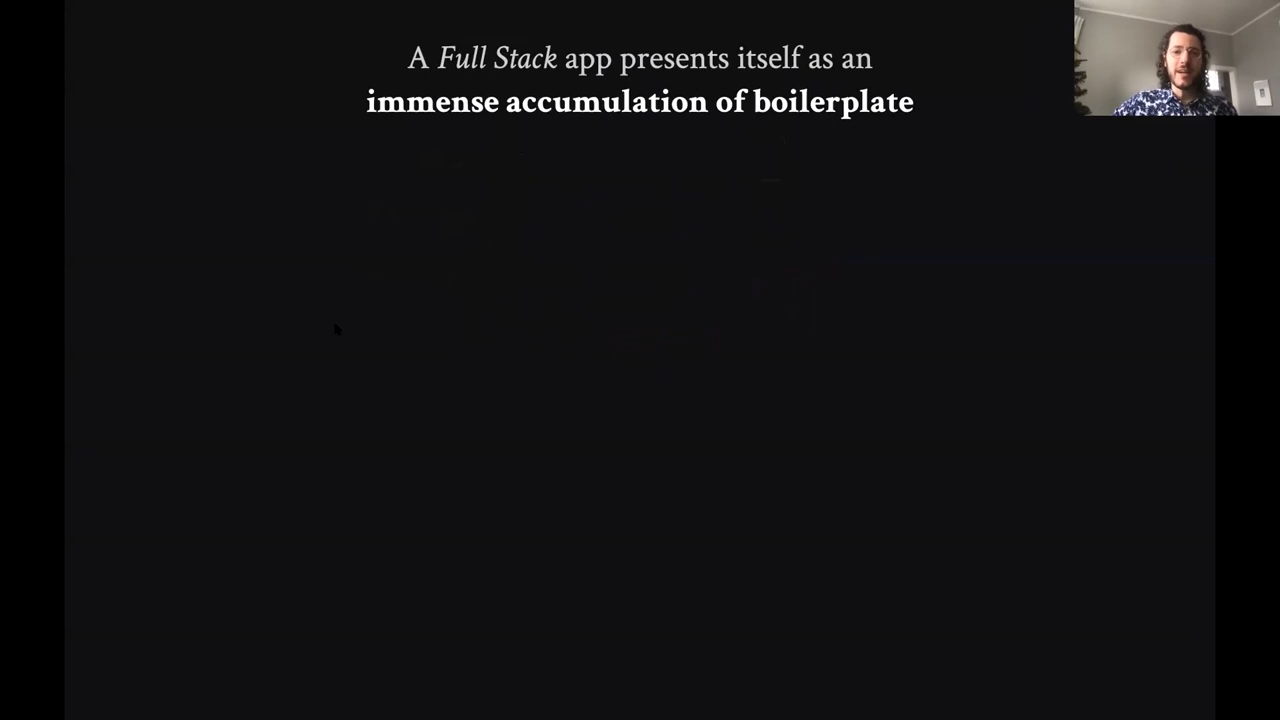 A Full Stack app presents itself as an
immense accumulation of boilerplate